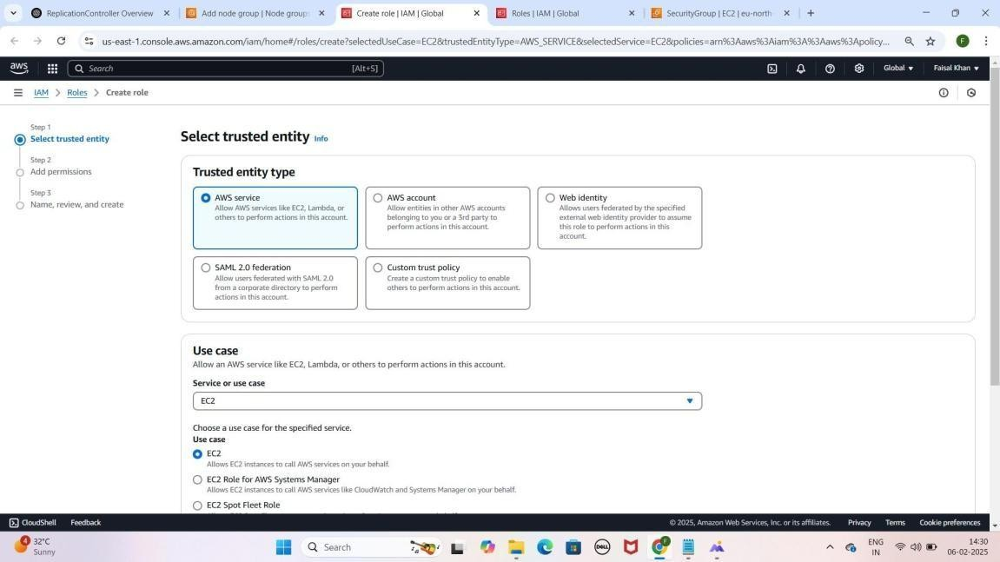 ReplicationController Overview
Add node group | Node groups
Create role | IAM | Global
Roles | IAM | Global
SecurityGroup | EC2 | eu-north-
us-east-1.console.aws.amazon.com/iam/home#/roles/create?selectedUseCase=EC2&trustedEntityType=AWS_SERVICE&selectedService=EC2&policies=arn%3Aaws%3Aiam%3A%3Aaws%3Apolicy...
F
aws
Search
[Alt+S]
Global
Faisal Khan
IAM > Roles > Create role
Step 1
Select trusted entity
Step 2
Add permissions
Step 3
Name, review, and create
Select trusted entity Info
Trusted entity type
AWS service
Allow AWS services like EC2, Lambda, or
others to perform actions in this account.
AWS account
Allow entities in other AWS accounts
belonging to you or a 3rd party to
perform actions in this account.
Web identity
Allows users federated by the specified
external web identity provider to assume
this role to perform actions in this
account.
SAML 2.0 federation
Allow users federated with SAML 2.0
from a corporate directory to perform
actions in this account.
Custom trust policy
Create a custom trust policy to enable
others to perform actions in this account.
Use case
Allow an AWS service like EC2, Lambda, or others to perform actions in this account.
Service or use case
EC2
Choose a use case for the specified service.
Use case
EC2
Allows EC2 instances to call AWS services on your behalf.
EC2 Role for AWS Systems Manager
Allows EC2 instances to call AWS services like CloudWatch and Systems Manager on your behalf.
EC2 Spot Fleet Role
CloudShell
Feedback
© 2025, Amazon Web Services, Inc. or its affiliates.
Privacy
Terms
Cookie preferences
4
32°C
Sunny
Search
DELL
F
ENG
IN
14:30
06-02-2025